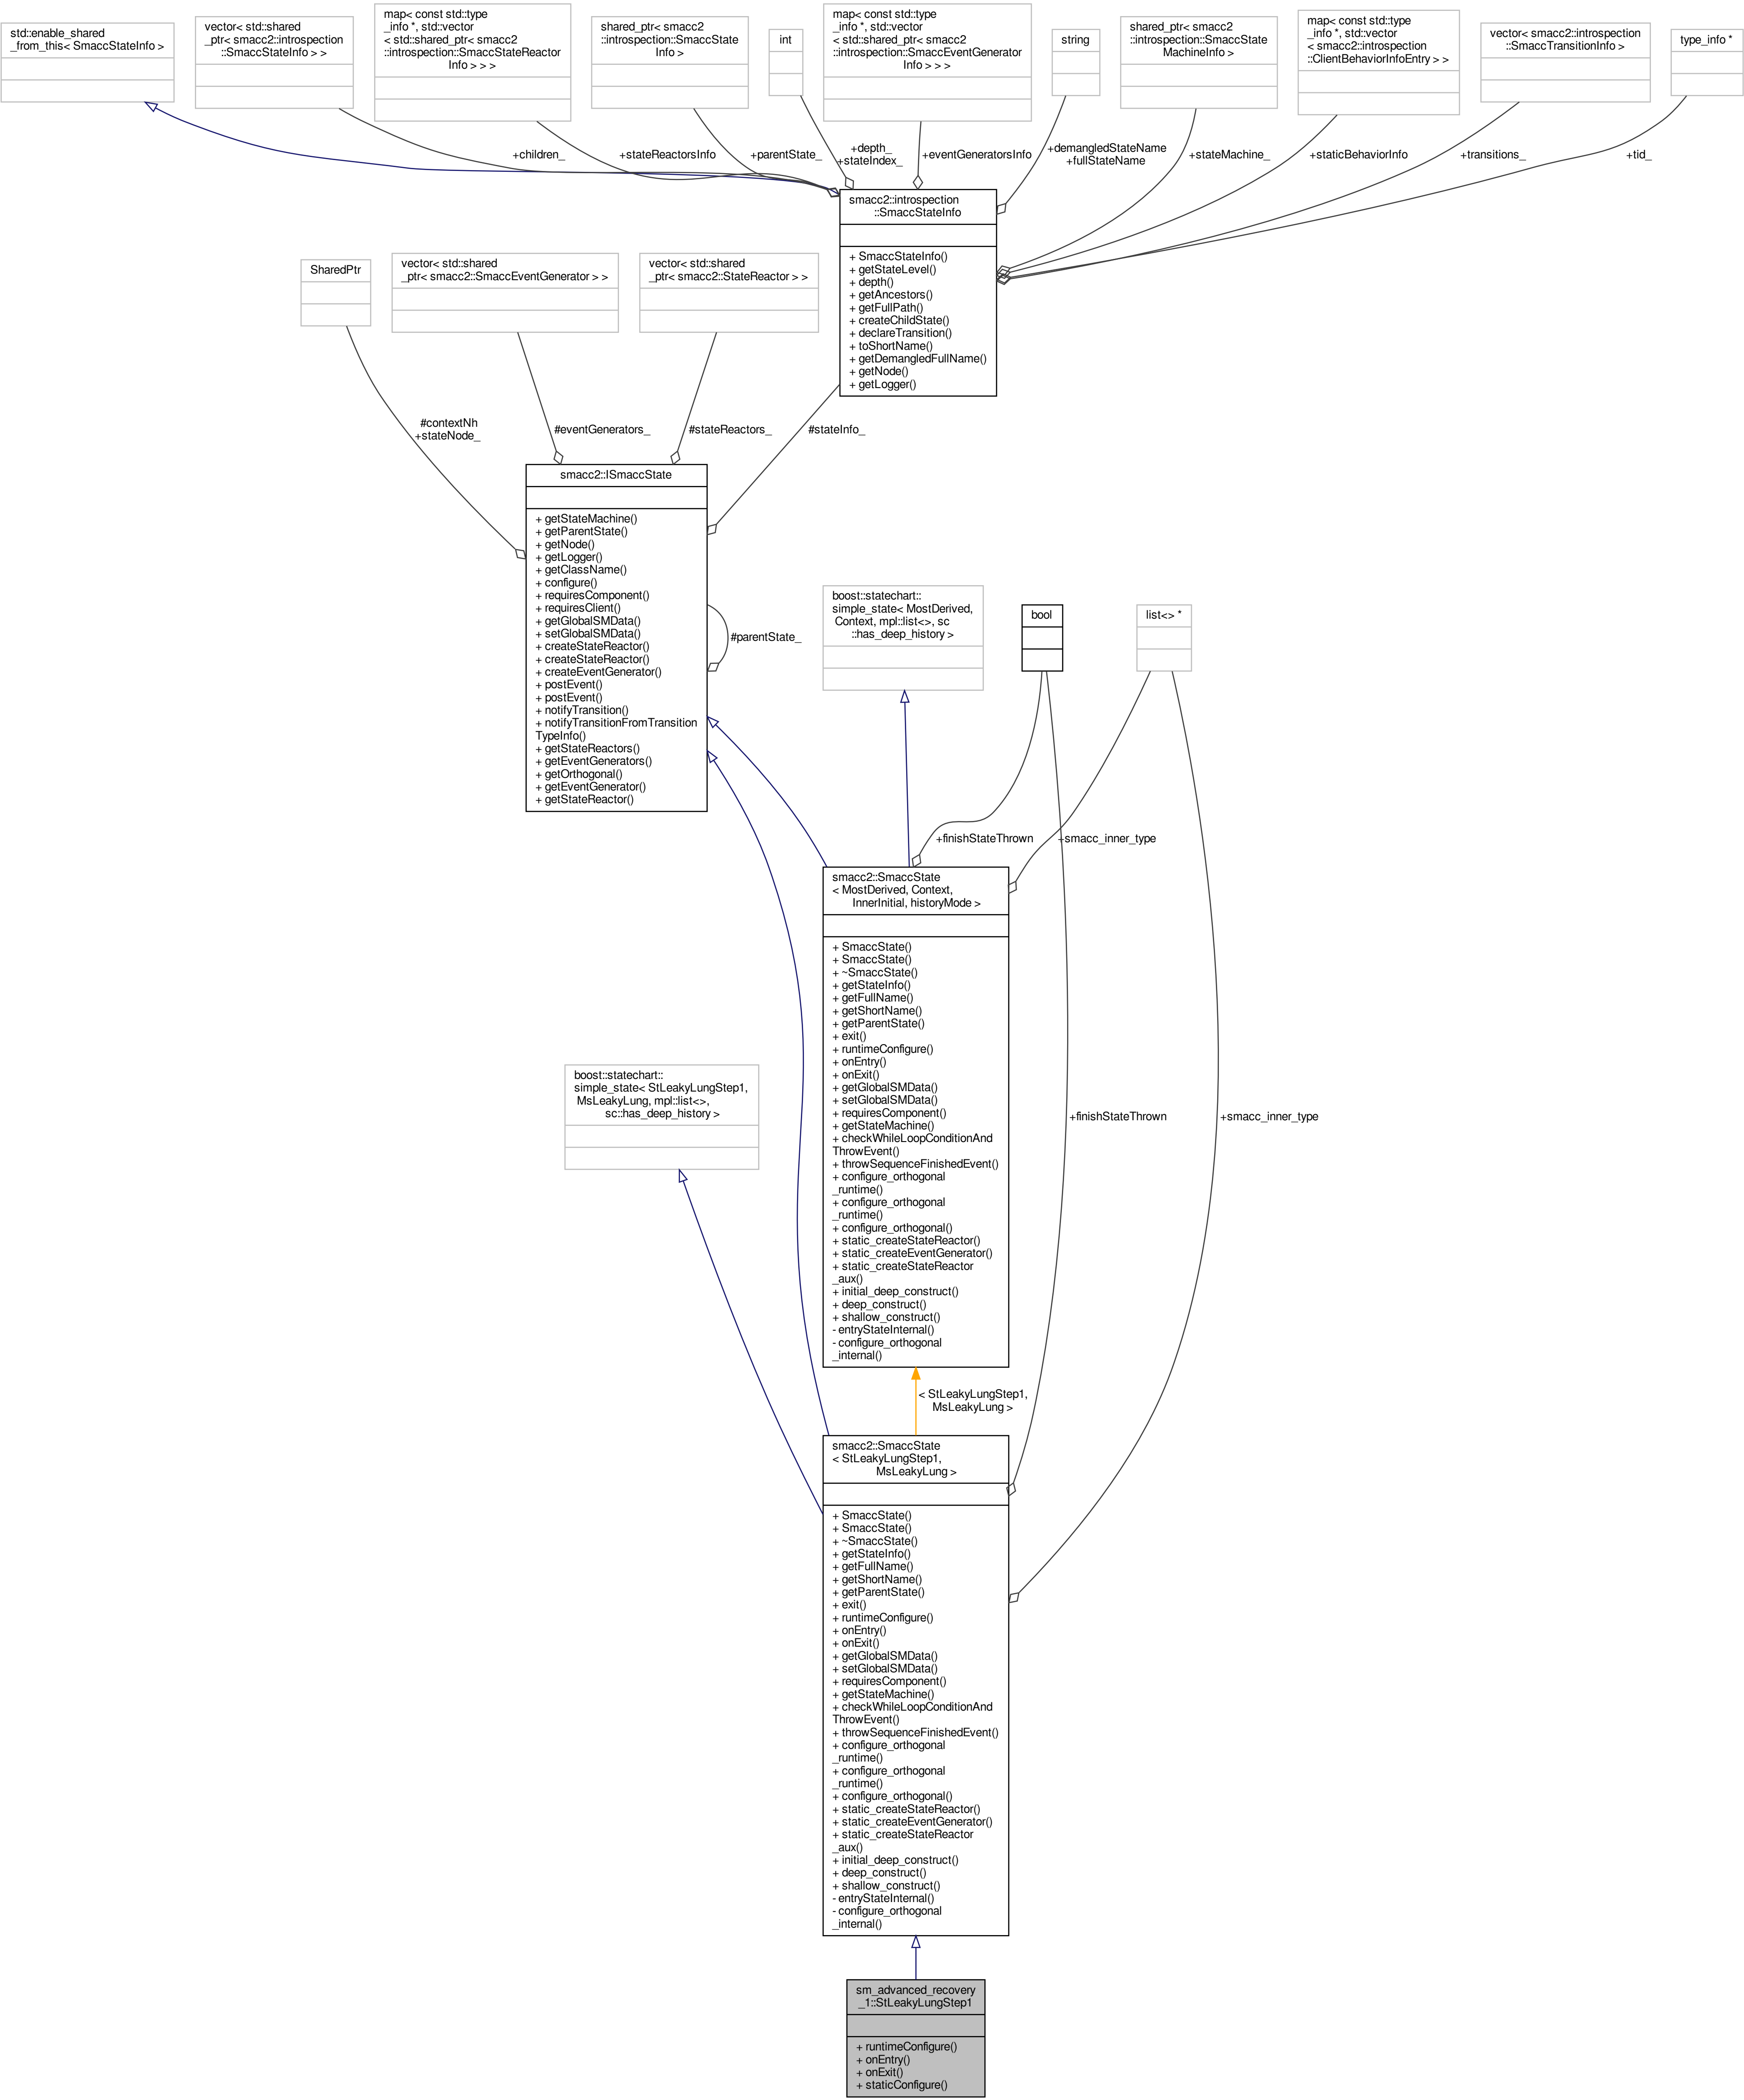 std::enable_shared
_from_this< SmaccStateInfo >
vector< std::shared
_ptr< smacc2::introspection
::SmaccStateInfo > >
map< const std::type
_info *, std::vector
< std::shared_ptr< smacc2
::introspection::SmaccStateReactor
Info > > >
shared_ptr< smacc2
::introspection::SmaccState
Info >
int
map< const std::type
_info *, std::vector
< std::shared_ptr< smacc2
::introspection::SmaccEventGenerator
Info > > >
string
shared_ptr< smacc2
::introspection::SmaccState
MachineInfo >
map< const std::type
_info *, std::vector
< smacc2::introspection
::ClientBehaviorInfoEntry > >
vector< smacc2::introspection
::SmaccTransitionInfo >
type_info *
+children_
+stateReactorsInfo
+parentState_
+depth_
+stateIndex_
+eventGeneratorsInfo
+demangledStateName
+fullStateName
+stateMachine_
+staticBehaviorInfo
+transitions_
+tid_
smacc2::introspection
::SmaccStateInfo
+ SmaccStateInfo()
+ getStateLevel()
+ depth()
+ getAncestors()
+ getFullPath()
+ createChildState()
+ declareTransition()
+ toShortName()
+ getDemangledFullName()
+ getNode()
+ getLogger()
SharedPtr
vector< std::shared
_ptr< smacc2::SmaccEventGenerator > >
vector< std::shared
_ptr< smacc2::StateReactor > >
#contextNh
+stateNode_
#eventGenerators_
#stateReactors_
#stateInfo_
smacc2::ISmaccState
+ getStateMachine()
+ getParentState()
+ getNode()
+ getLogger()
+ getClassName()
+ configure()
+ requiresComponent()
+ requiresClient()
+ getGlobalSMData()
+ setGlobalSMData()
+ createStateReactor()
+ createStateReactor()
+ createEventGenerator()
+ postEvent()
+ postEvent()
+ notifyTransition()
+ notifyTransitionFromTransition
TypeInfo()
+ getStateReactors()
+ getEventGenerators()
+ getOrthogonal()
+ getEventGenerator()
+ getStateReactor()
#parentState_
boost::statechart::
simple_state< MostDerived,
Context, mpl::list<>, sc
::has_deep_history >
bool
list<> *
+finishStateThrown
+smacc_inner_type
smacc2::SmaccState
< MostDerived, Context,
InnerInitial, historyMode >
+ SmaccState()
+ SmaccState()
+ ~SmaccState()
+ getStateInfo()
+ getFullName()
+ getShortName()
+ getParentState()
+ exit()
+ runtimeConfigure()
+ onEntry()
+ onExit()
+ getGlobalSMData()
+ setGlobalSMData()
+ requiresComponent()
+ getStateMachine()
+ checkWhileLoopConditionAnd
ThrowEvent()
+ throwSequenceFinishedEvent()
+ configure_orthogonal
_runtime()
+ configure_orthogonal
_runtime()
+ configure_orthogonal()
+ static_createStateReactor()
+ static_createEventGenerator()
+ static_createStateReactor
_aux()
+ initial_deep_construct()
+ deep_construct()
+ shallow_construct()
- entryStateInternal()
- configure_orthogonal
_internal()
boost::statechart::
simple_state< StLeakyLungStep1,
MsLeakyLung, mpl::list<>,
sc::has_deep_history >
+finishStateThrown
+smacc_inner_type
< StLeakyLungStep1,
MsLeakyLung >
smacc2::SmaccState
< StLeakyLungStep1,
MsLeakyLung >
+ SmaccState()
+ SmaccState()
+ ~SmaccState()
+ getStateInfo()
+ getFullName()
+ getShortName()
+ getParentState()
+ exit()
+ runtimeConfigure()
+ onEntry()
+ onExit()
+ getGlobalSMData()
+ setGlobalSMData()
+ requiresComponent()
+ getStateMachine()
+ checkWhileLoopConditionAnd
ThrowEvent()
+ throwSequenceFinishedEvent()
+ configure_orthogonal
_runtime()
+ configure_orthogonal
_runtime()
+ configure_orthogonal()
+ static_createStateReactor()
+ static_createEventGenerator()
+ static_createStateReactor
_aux()
+ initial_deep_construct()
+ deep_construct()
+ shallow_construct()
- entryStateInternal()
- configure_orthogonal
_internal()
sm_advanced_recovery
_1::StLeakyLungStep1
+ runtimeConfigure()
+ onEntry()
+ onExit()
+ staticConfigure()